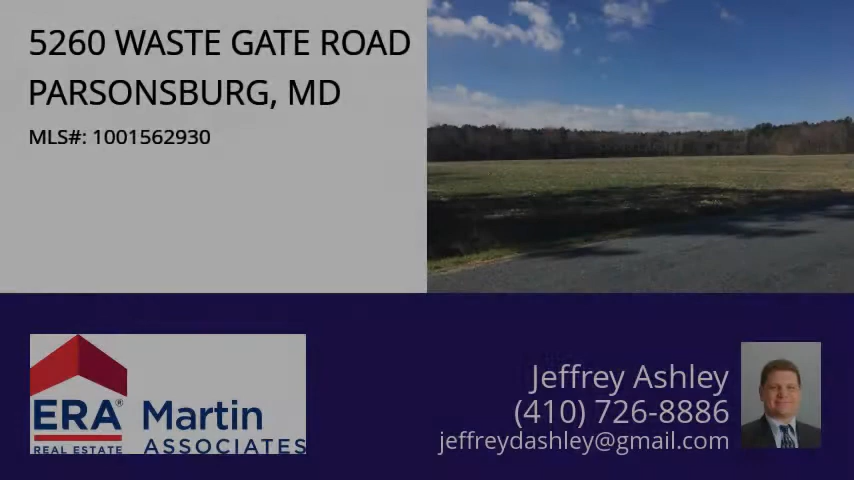 5260 WASTE GATE ROAD
PARSONSBURG, MD
MLS#: 1001562930
ERA® Martin
REAL ESTATE ASSOCIATES
Jeffrey Ashley
(410) 726-8886
jeffreydashley@gmail.com